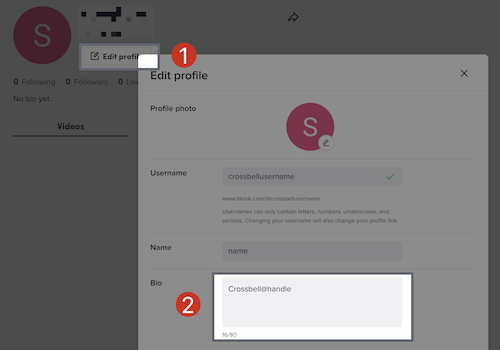 S
Edit profile
1
0 Following 0 Followers 0
No bio yet.
Videos
Edit profile
Profile photo
S
Username
crossbellusername
www.tiktok.com/@crossbellusername
Usernames can only contain letters, numbers, underscores, and
periods. Changing your username will also change your profile link.
Name
name
Bio
Crossbell@handle
2
16/80